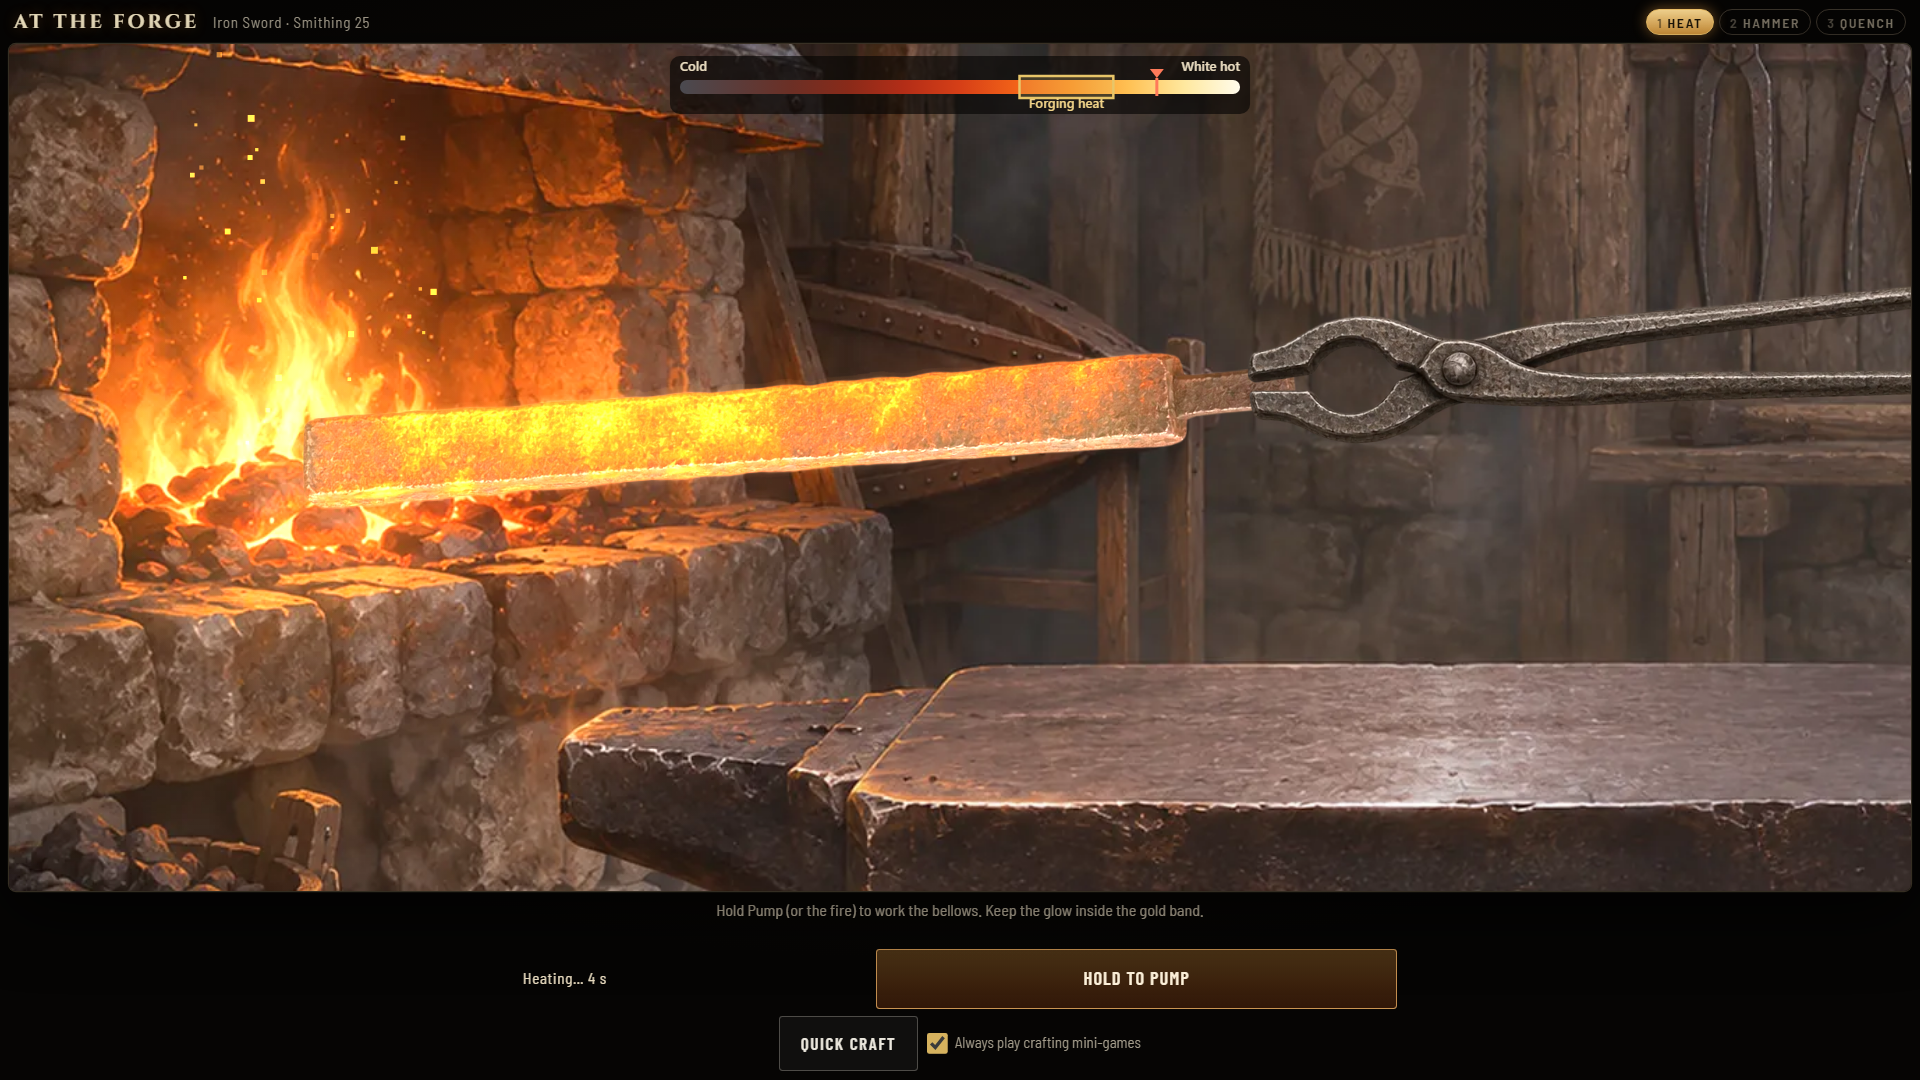 AT THE FORGE Iron Sword · Smithing 25
1 HEAT 2 HAMMER 3 QUENCH
Cold White hot
Forging heat
Hold Pump (or the fire) to work the bellows. Keep the glow inside the gold band.
Heating... 4 s
HOLD TO PUMP
QUICK CRAFT
Always play crafting mini-games